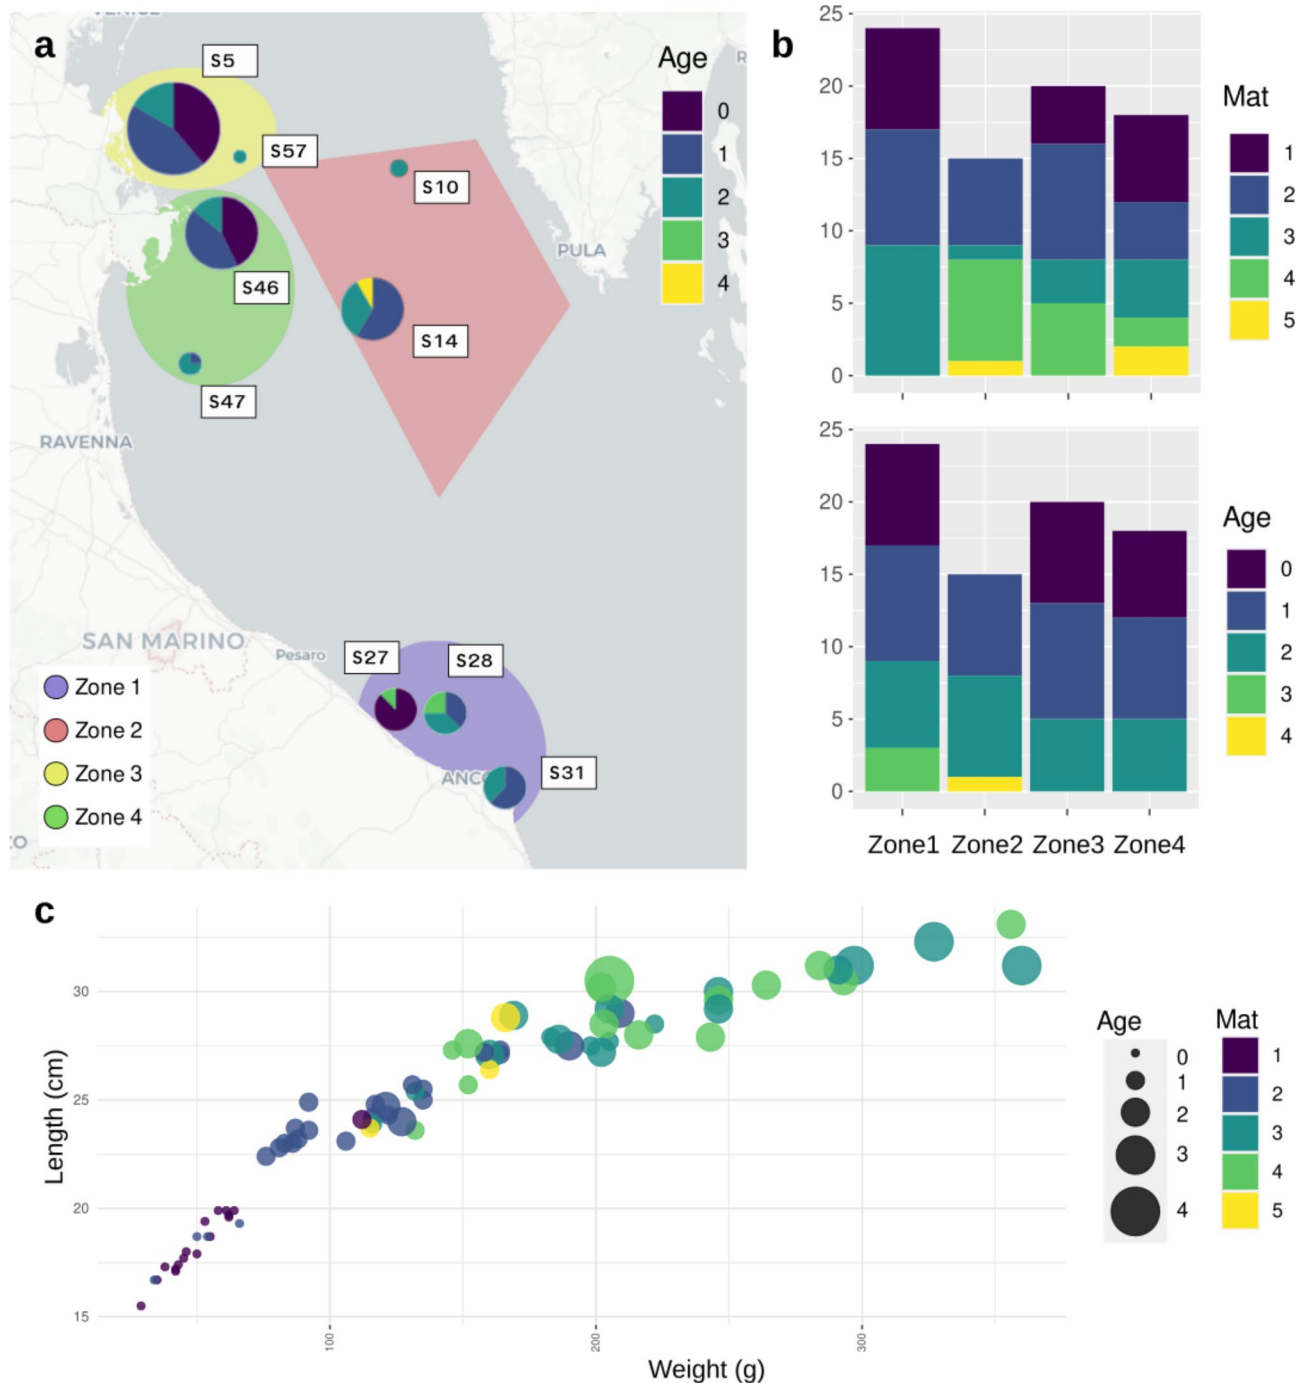 a
VENICE
S5
S57
S10
S46
S14
S47
PULA
RAVENNA
SAN MARINO
Pesaro
S27
S28
S31
Age
0
1
2
3
4
Zone 1
Zone 2
Zone 3
Zone 4
b
25
20
15
10
5
0
Mat
1
2
3
4
5
25
20
15
10
5
0
Zone1 Zone2 Zone3 Zone4
Age
0
1
2
3
4
c
Length (cm)
30
25
20
15
100 200 300
Weight (g)
Age
0
1
2
3
4
Mat
1
2
3
4
5